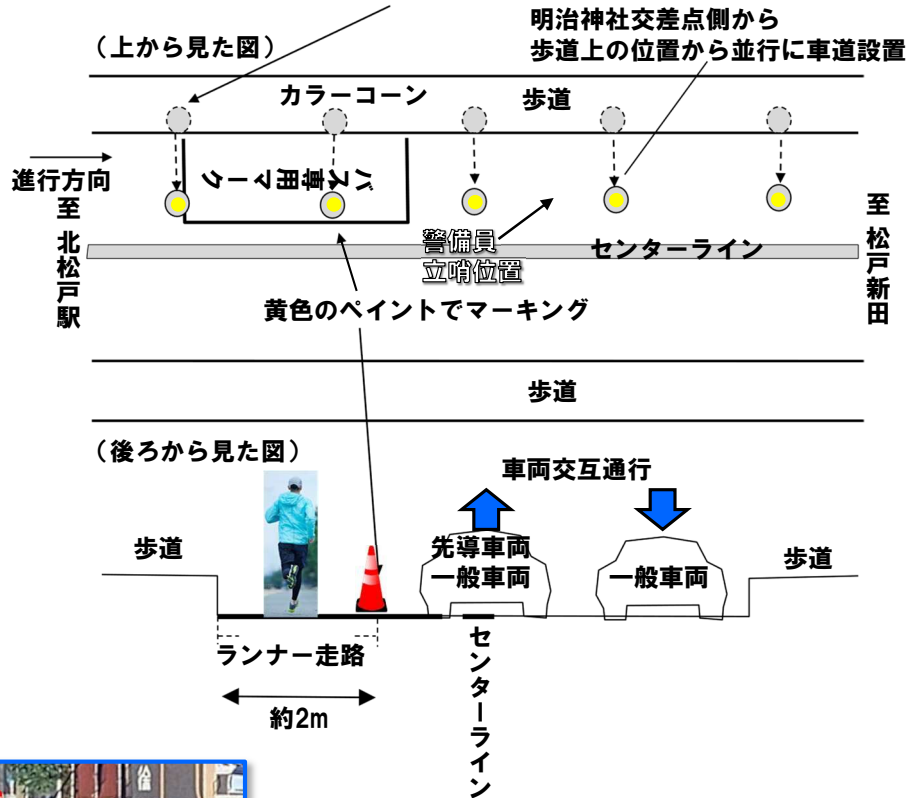 明治神社交差点側から
歩道上の位置から並行に車道設置
（上から見た図）
カラーコーン
歩道
進行方向
バス専用マーク
至 北松戸駅
至 松戸新田
警備員
立哨位置
センターライン
黄色のペイントでマーキング
歩道
（後ろから見た図）
車両交互通行
歩道
先導車両
一般車両
一般車両
歩道
ランナー走路
センターライン
約2m